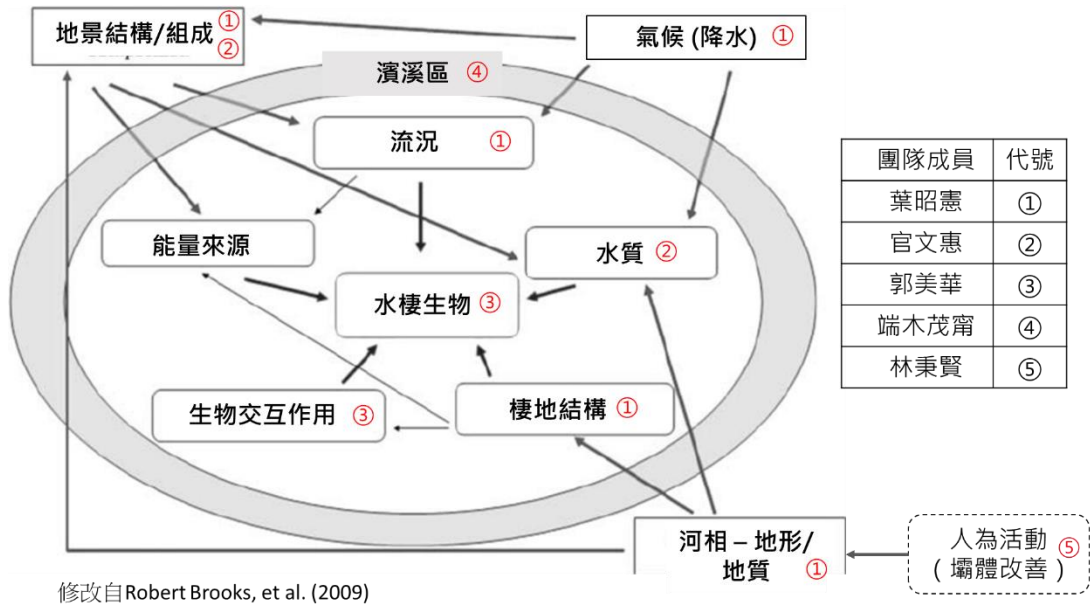 地景結構/組成 ①
②
氣候 (降水) ①
濱溪區 ④
流況 ①
能量來源
水質 ②
水棲生物 ③
生物交互作用 ③
棲地結構 ①
河相 – 地形/
地質 ①
人為活動 ⑤
( 壩體改善 )
團隊成員 代號
葉昭憲 ①
官文惠 ②
郭美華 ③
端木茂甯 ④
林秉賢 ⑤
修改自Robert Brooks, et al. (2009)